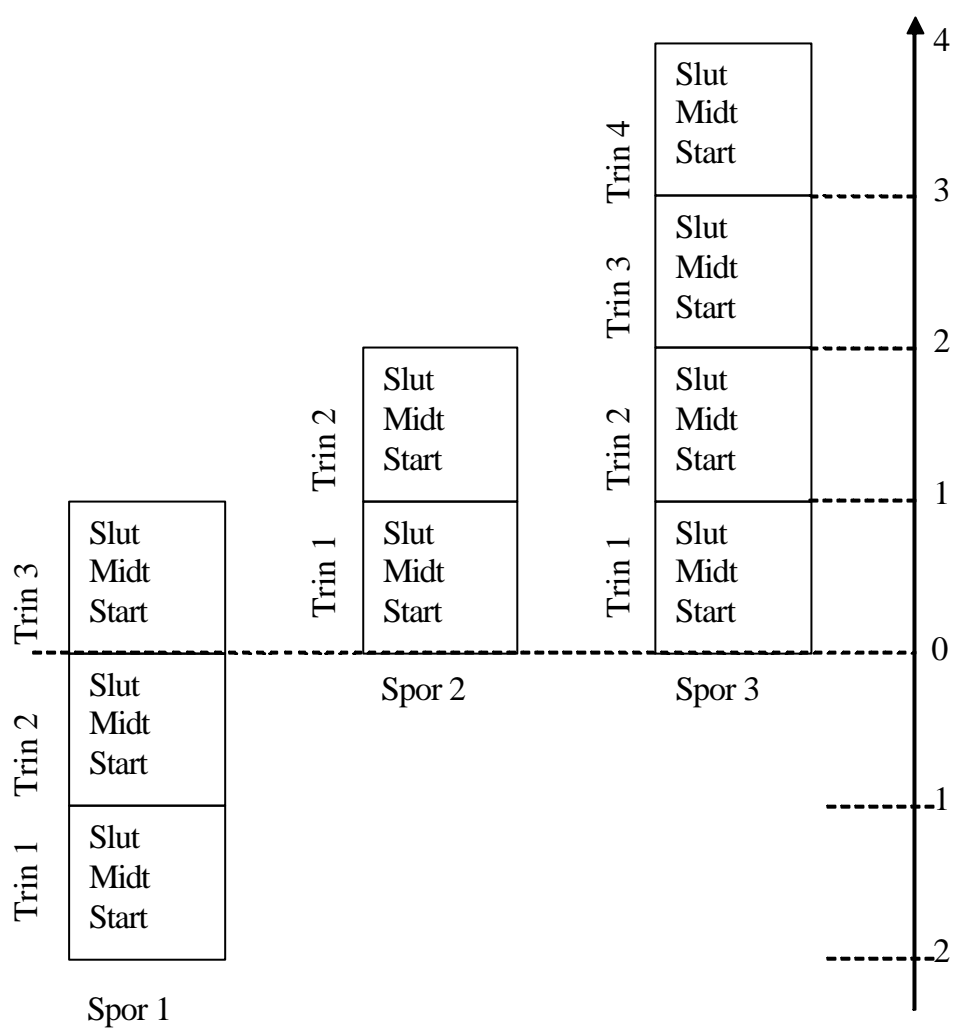 4
Slut
Midt
Start
Trin 4
3
Slut
Midt
Start
Trin 3
2
Slut
Midt
Start
Trin 2
Slut
Midt
Start
Trin 2
1
Slut
Midt
Start
Trin 3
Slut
Midt
Start
Trin 1
Slut
Midt
Start
Trin 1
0
Spor 2
Spor 3
Slut
Midt
Start
Trin 2
-1
Slut
Midt
Start
Trin 1
-2
Spor 1